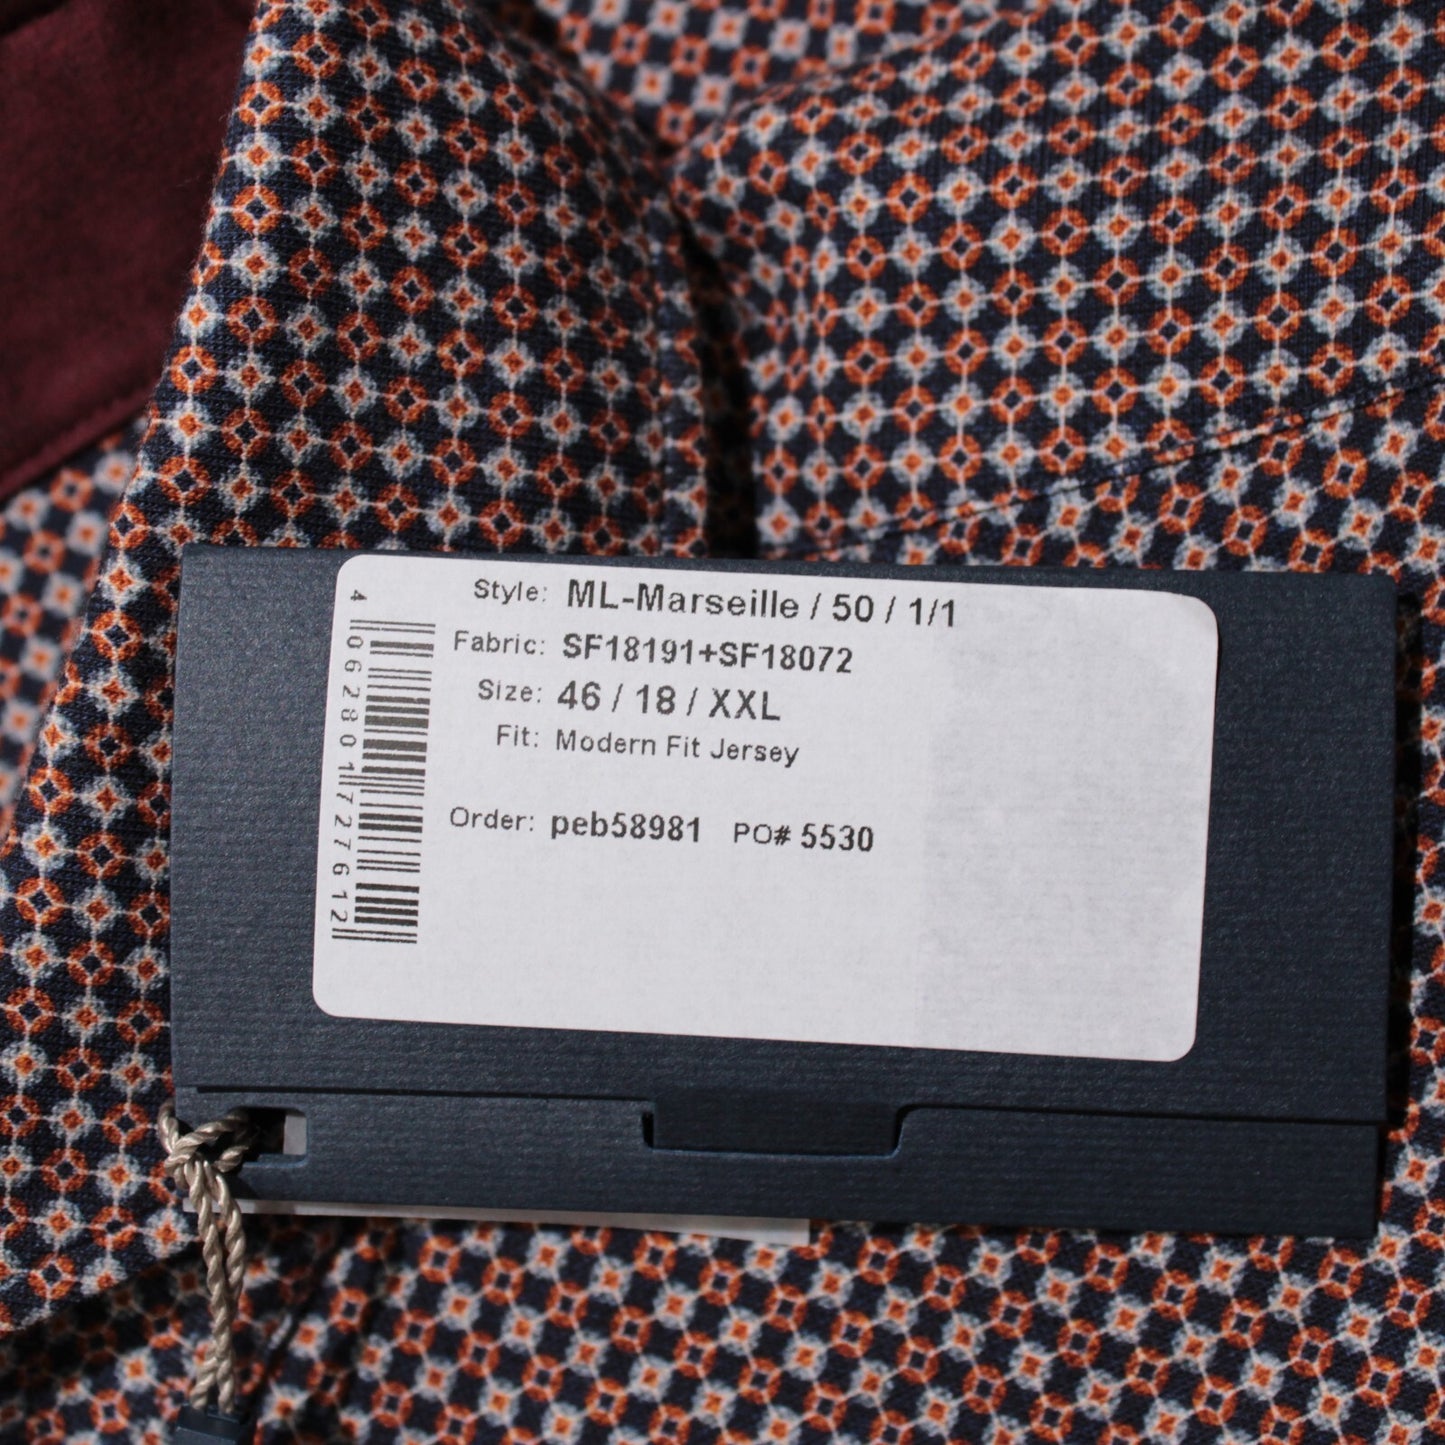 Style: ML-Marseille / 50 / 1/1
Fabric: SF18191+SF18072
Size: 46 / 18 / XXL
Fit: Modern Fit Jersey
Order: peb58981 PO# 5530
4 062801 727612